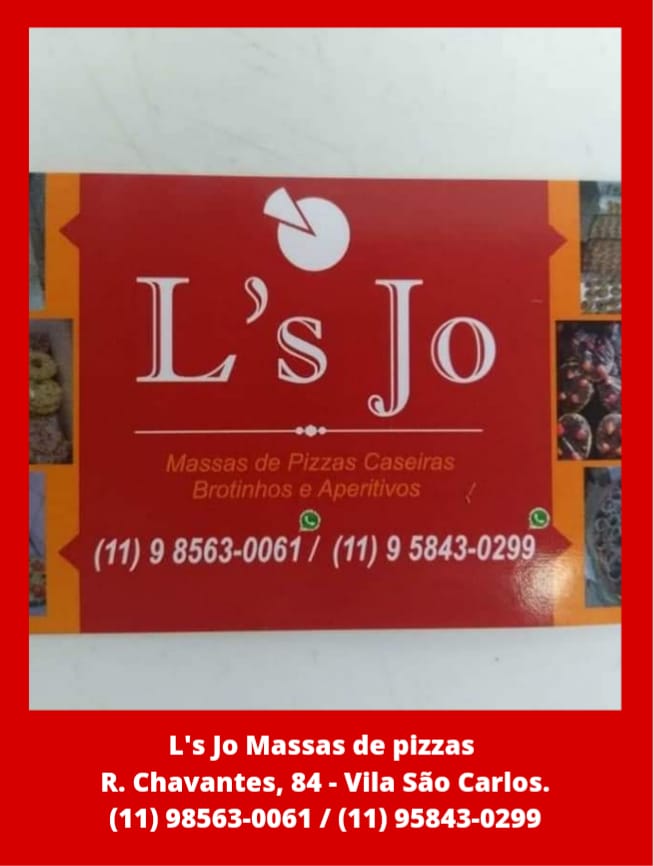 L's Jo
Massas de Pizzas Caseiras
Brotinhos e Aperitivos
(11) 9 8563-0061 / (11) 9 5843-0299
L's Jo Massas de pizzas
R. Chavantes, 84 - Vila São Carlos.
(11) 98563-0061 / (11) 95843-0299